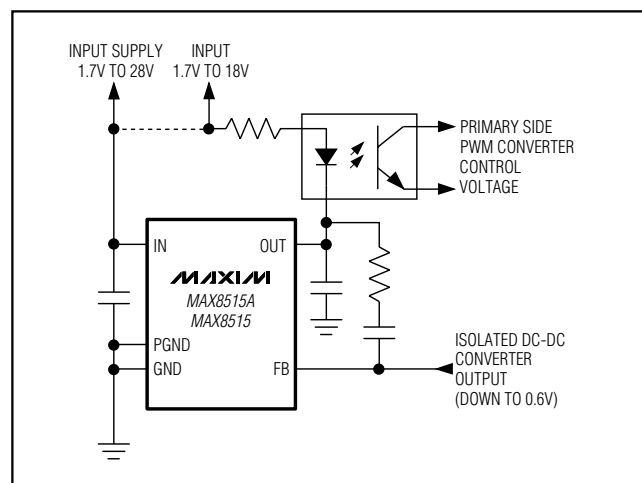 INPUT SUPPLY
1.7V TO 28V
INPUT
1.7V TO 18V
PRIMARY SIDE
PWM CONVERTER
CONTROL
VOLTAGE
IN
OUT
MAXIM
MAX8515A
MAX8515
PGND
GND
FB
ISOLATED DC-DC
CONVERTER
OUTPUT
(DOWN TO 0.6V)